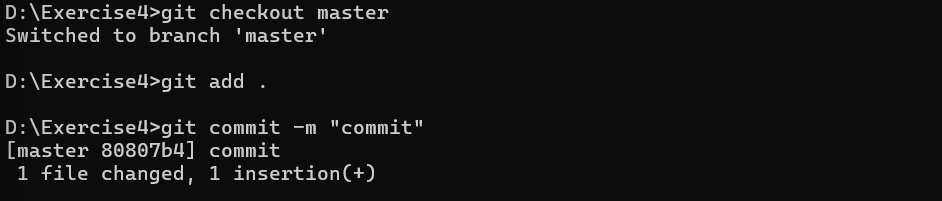 D:\Exercise4>git checkout master
Switched to branch 'master'
D:\Exercise4>git add .
D:\Exercise4>git commit -m "commit"
[master 80807b4] commit
 1 file changed, 1 insertion(+)